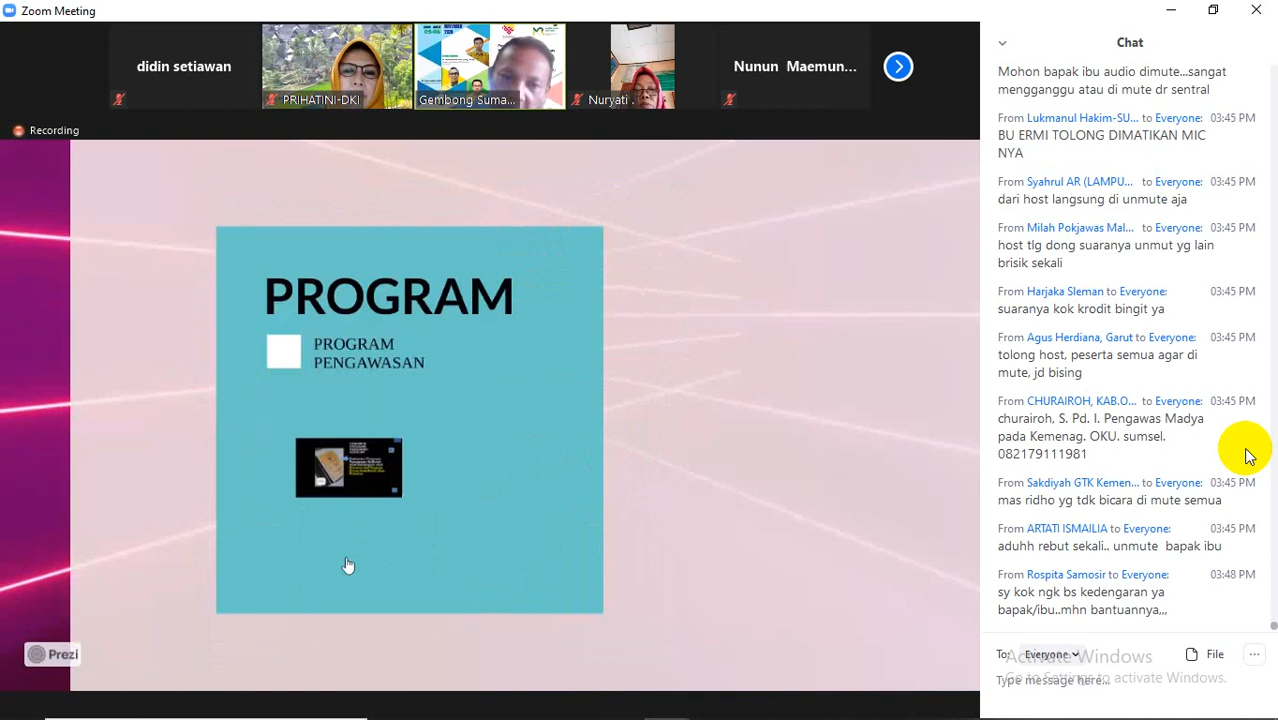 Zoom Meeting
didin setiawan
PRIHATINI-DKI
Gembong Suma...
Nuryati .
Nunun Maemun...
Recording
PROGRAM
PROGRAM
PENGAWASAN
Prezi
Chat
Mohon bapak ibu audio dimute...sangat
mengganggu atau di mute dr sentral
From Lukmanul Hakim-SU... to Everyone: 03:45 PM
BU ERMI TOLONG DIMATIKAN MIC
NYA
From Syahrul AR (LAMPU... to Everyone: 03:45 PM
dari host langsung di unmute aja
From Milah Pokjawas Mal... to Everyone: 03:45 PM
host tlg dong suaranya unmut yg lain
brisik sekali
From Harjaka Sleman to Everyone: 03:45 PM
suaranya kok krodit bingit ya
From Agus Herdiana, Garut to Everyone: 03:45 PM
tolong host, peserta semua agar di
mute, jd bising
From CHURAIROH, KAB.O... to Everyone: 03:45 PM
churairoh, S. Pd. I. Pengawas Madya
pada Kemenag. OKU. sumsel.
082179111981
From Sakdiyah GTK Kemen... to Everyone: 03:45 PM
mas ridho yg tdk bicara di mute semua
From ARTATI ISMAILIA to Everyone: 03:45 PM
aduhh rebut sekali.. unmute bapak ibu
From Rospita Samosir to Everyone: 03:48 PM
sy kok ngk bs kedengaran ya
bapak/ibu..mhn bantuannya,,,
To: Everyone File ...
Activate Windows
Type message here...
Go to Settings to activate Windows.